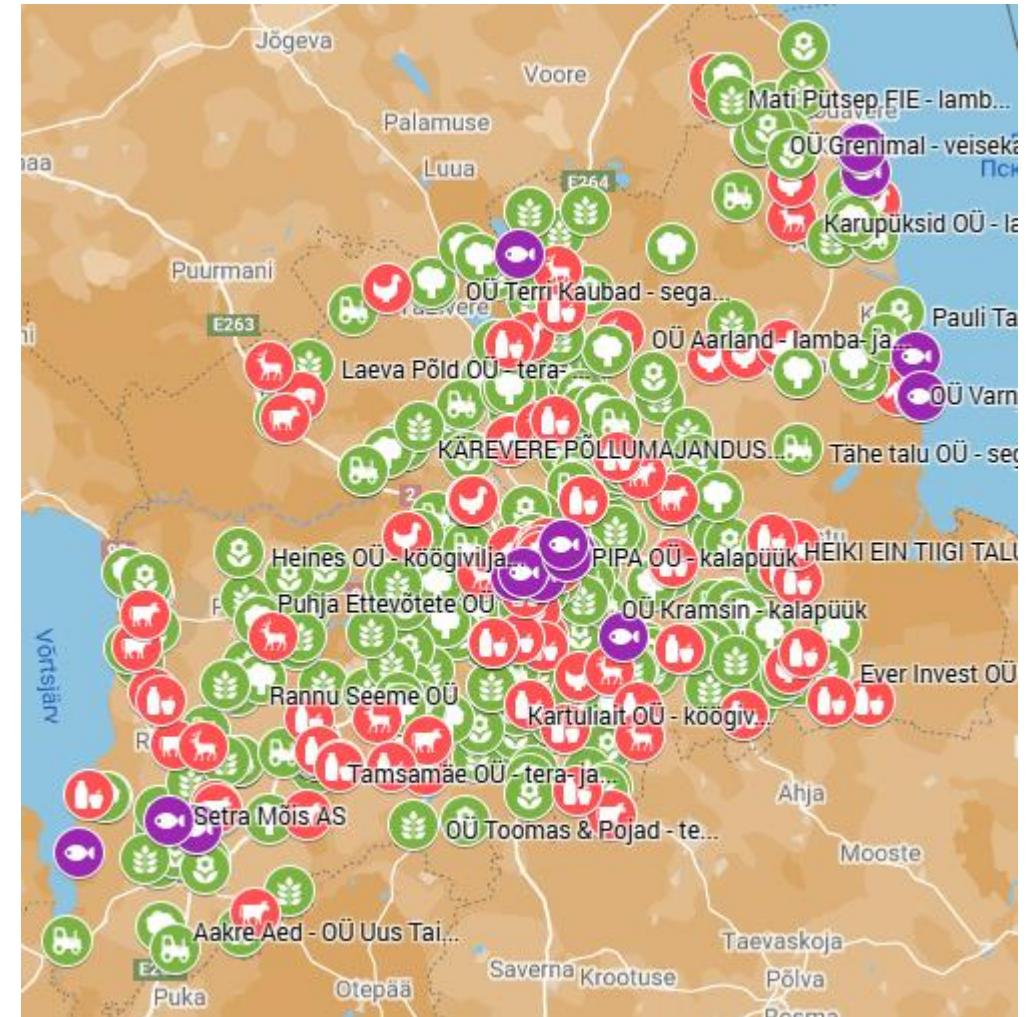 Jõgeva
Voore
Mati Pütsep FIE - lamb...
Palamuse
OÜ Grenimal - veiseka
Luua
Пск
E264
Karupüksid OÜ - la
Puurmani
OÜ Terri Kaubad - sega...
E263
Pauli Ta
OÜ Aarland - lamba- ja...
Laeva Põld OÜ - tera- ...
OÜ Varn
KÄREVERE PÕLLUMAJANDUS...
Tähe talu OÜ - seg
2
Heines OÜ - köögivilja...
PIPA OÜ - kalapüük
HEIKI EIN TIIGI TALU
Puhja Ettevõtete OÜ
OÜ Kramsin - kalapüük
Võrtsjärv
Ever Invest OÜ
Rannu Seeme OÜ
Kartuliait OÜ - köögiv...
Tamsamäe OÜ - tera- ja...
Ahja
Setra Mõis AS
OÜ Toomas & Pojad - te...
Mooste
Aakre Aed - OÜ Uus Tai...
Taevaskoja
Saverna
Krootuse
Põlva
Puka
Otepää